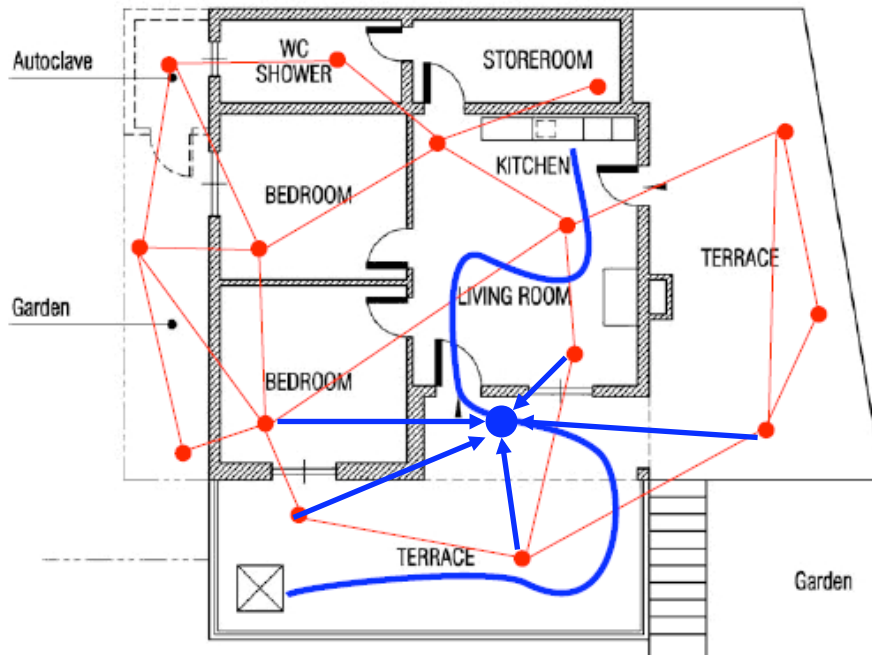 WC
SHOWER
STOREROOM
Autoclave
KITCHEN
BEDROOM
TERRACE
LIVING ROOM
Garden
BEDROOM
TERRACE
Garden